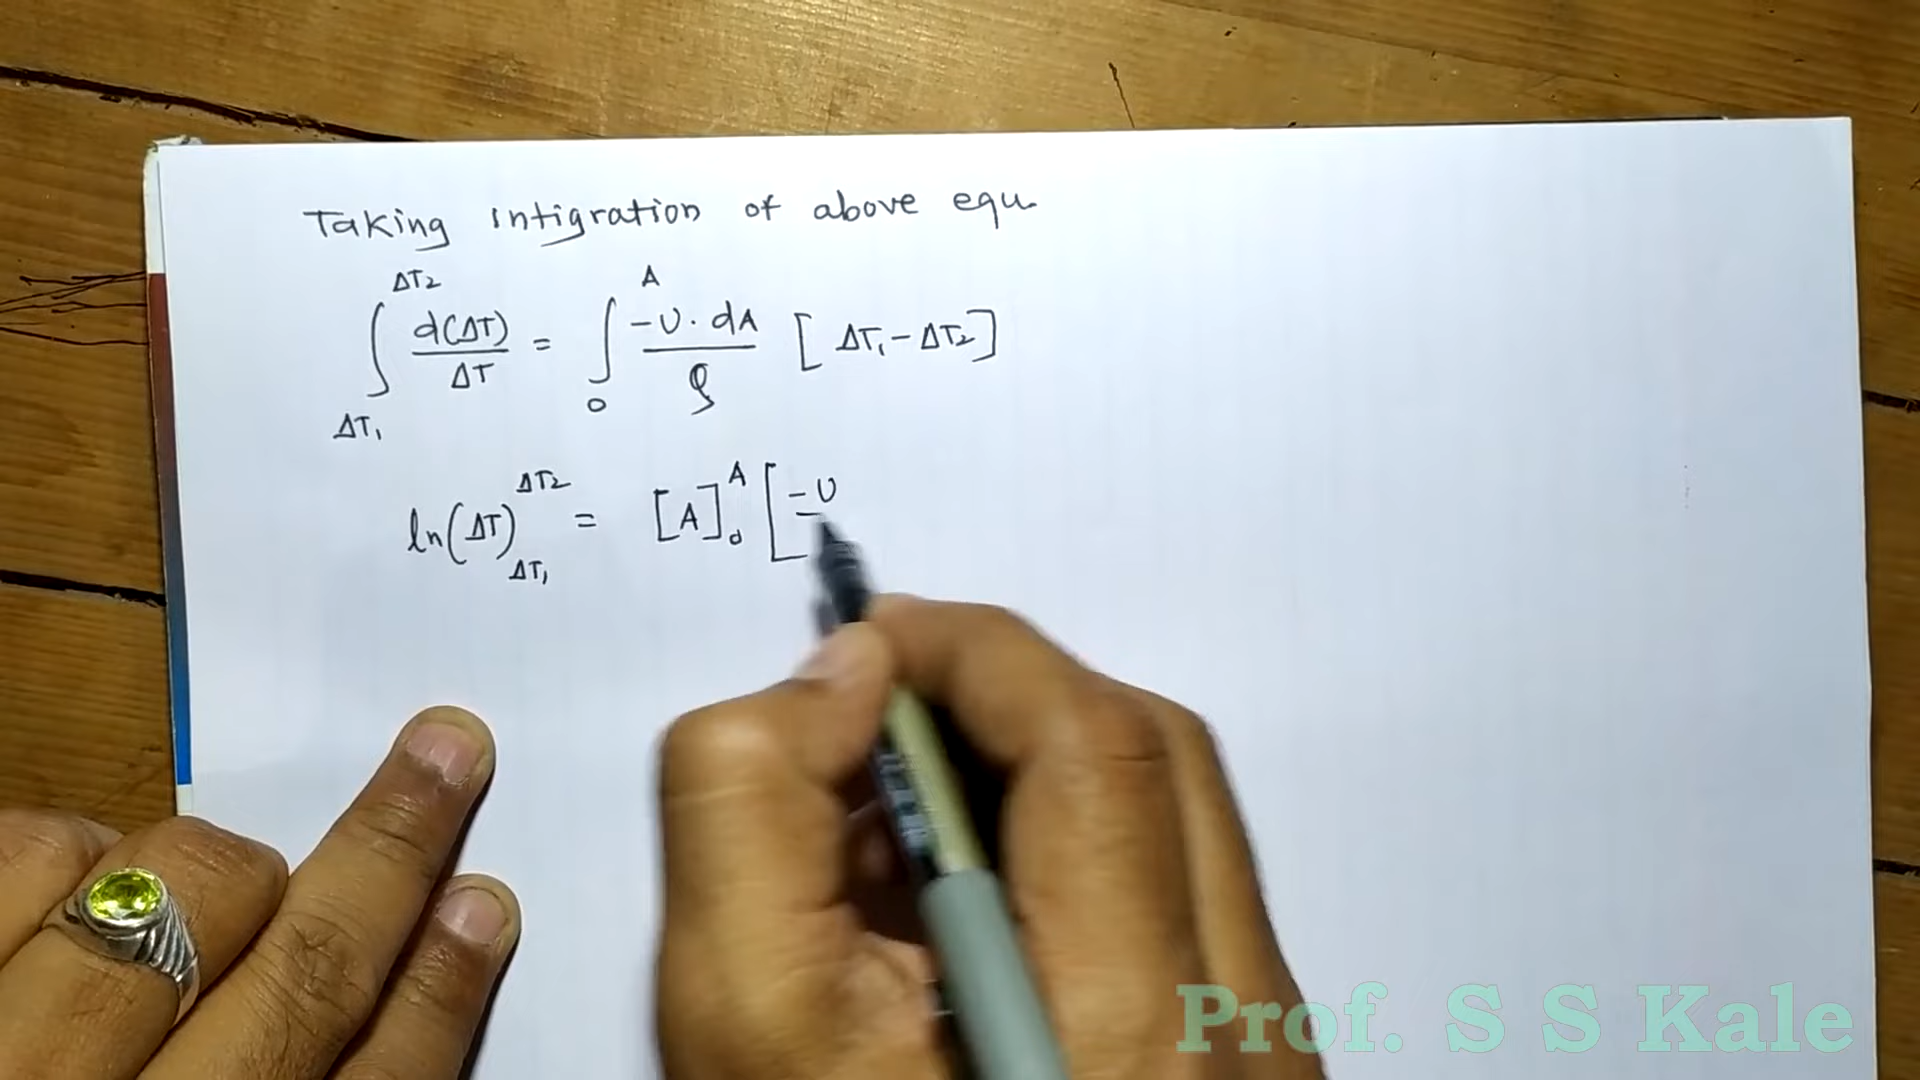 Taking intigration of above equ.
∫_{ΔT₁}^{ΔT₂} d(ΔT)/ΔT = ∫_{0}^{A} -U·dA/Q [ΔT₁-ΔT₂]
ln(ΔT)_{ΔT₁}^{ΔT₂} = [A]_{0}^{A} [-U
Prof. S S Kale